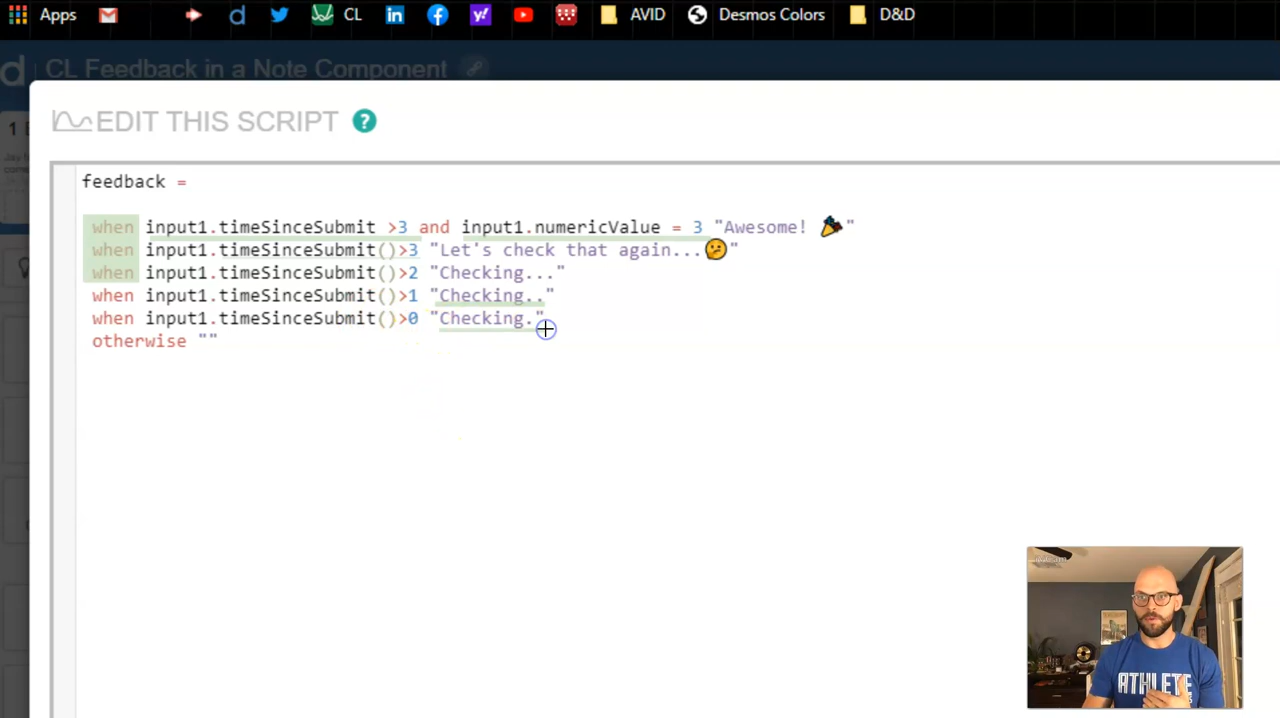 Apps CL AVID Desmos Colors D&D
CL Feedback in a Note Component
EDIT THIS SCRIPT ?
feedback =
when input1.timeSinceSubmit >3 and input1.numericValue = 3 "Awesome! 🎉"
when input1.timeSinceSubmit()>3 "Let's check that again...😕"
when input1.timeSinceSubmit()>2 "Checking..."
when input1.timeSinceSubmit()>1 "Checking.."
when input1.timeSinceSubmit()>0 "Checking."
otherwise ""
ATHLETE